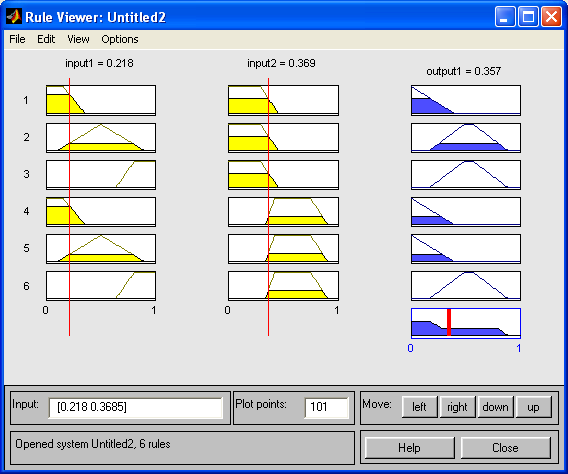 Rule Viewer: Untitled2
File Edit View Options
input1 = 0.218 input2 = 0.369 output1 = 0.357
1
2
3
4
5
6
0 1 0 1
0 1
Input: [0.218 0.3685] Plot points: 101 Move: left right down up
Opened system Untitled2, 6 rules Help Close